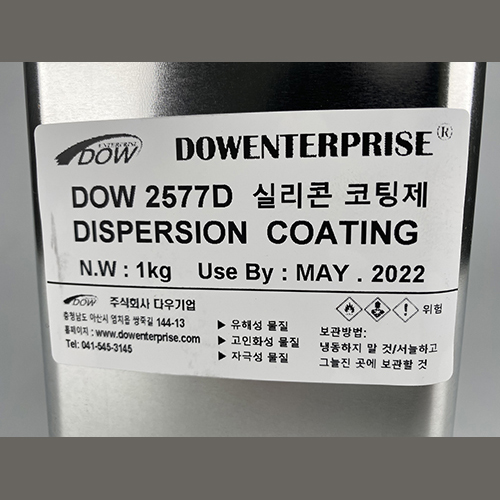 ENTERPRISE
DOW
DOWENTERPRISE ®
DOW 2577D 실리콘 코팅제
DISPERSION COATING
N.W : 1kg Use By : MAY . 2022
DOW 주식회사 다우기업
충청남도 아산시 염치읍 쌍죽길 144-13
홈페이지 : www.dowenterprise.com
Tel: 041-545-3145
▶ 유해성 물질
▶ 고인화성 물질
▶ 자극성 물질
위험
보관방법:
냉동하지 말 것/서늘하고
그늘진 곳에 보관할 것